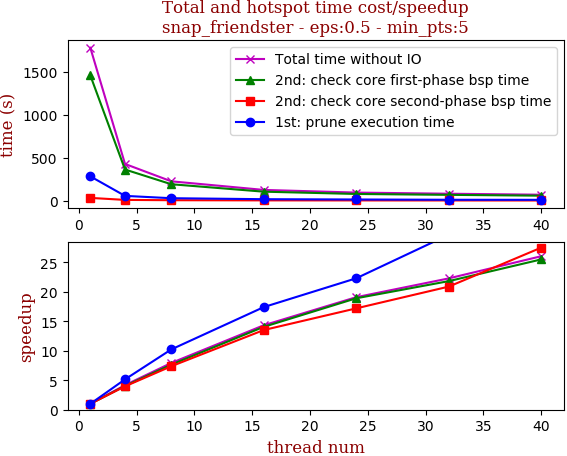 Total and hotspot time cost/speedup
snap_friendster - eps:0.5 - min_pts:5
time (s)
1500
1000
500
0
Total time without IO
2nd: check core first-phase bsp time
2nd: check core second-phase bsp time
1st: prune execution time
0 5 10 15 20 25 30 35 40
speedup
25
20
15
10
5
0
0 5 10 15 20 25 30 35 40
thread num